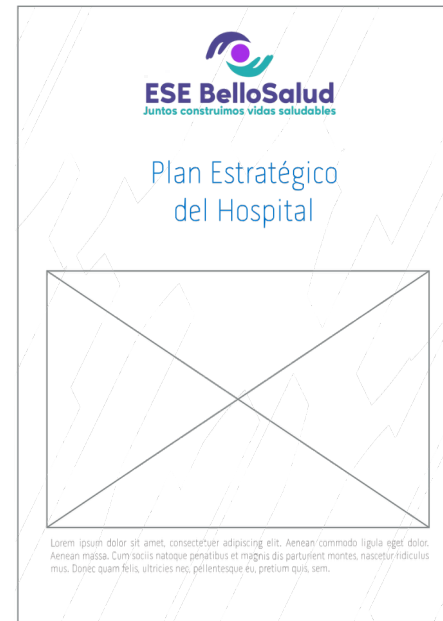 ESE BelloSalud
Juntos construimos vidas saludables
Plan Estratégico
del Hospital
Lorem ipsum dolor sit amet, consectetuer adipiscing elit. Aenean commodo ligula eget dolor.
Aenean massa. Cum sociis natoque penatibus et magnis dis parturient montes, nascetur ridiculus
mus. Donec quam felis, ultricies nec, pellentesque eu, pretium quis, sem.